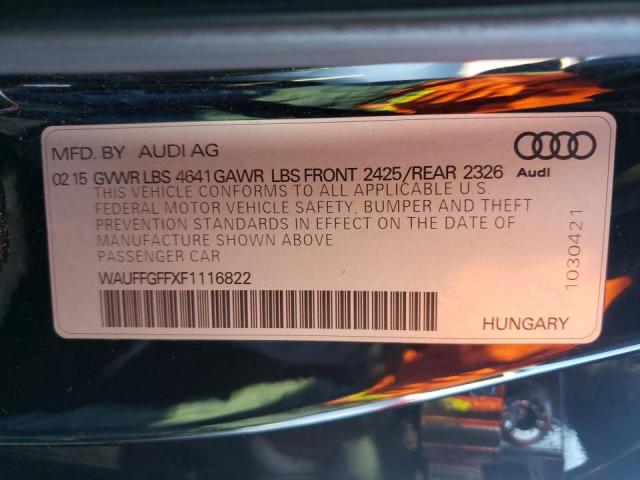 MFD. BY AUDI AG
02 15 GVWR LBS 4641 GAWR LBS FRONT 2425/REAR 2326
THIS VEHICLE CONFORMS TO ALL APPLICABLE U.S.
FEDERAL MOTOR VEHICLE SAFETY, BUMPER AND THEFT
PREVENTION STANDARDS IN EFFECT ON THE DATE OF
MANUFACTURE SHOWN ABOVE
PASSENGER CAR
WAUFFGFFXF1116822
HUNGARY
Audi
1030421